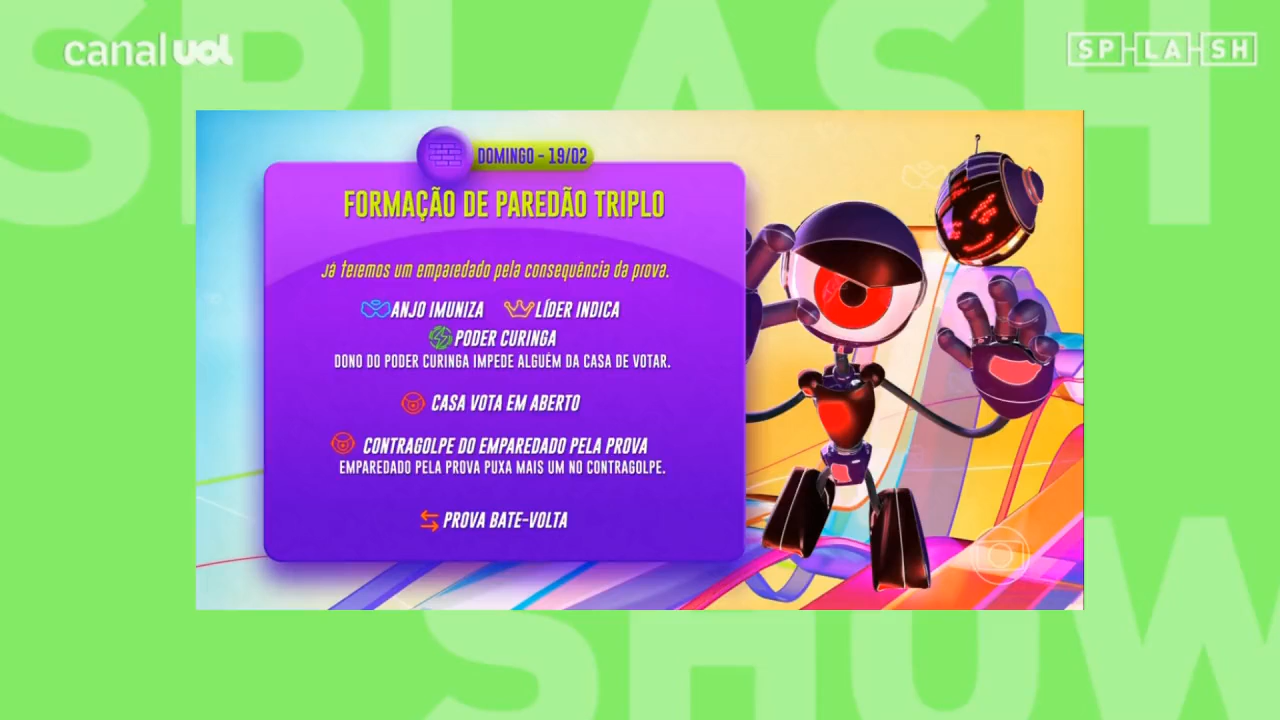 SPLASH
canal uol
SPLASH
DOMINGO - 19/02
FORMAÇÃO DE PAREDÃO TRIPLO
Já teremos um emparedado pela consequência da prova.
ANJO IMUNIZA LÍDER INDICA
PODER CURINGA
DONO DO PODER CURINGA IMPEDE ALGUÉM DA CASA DE VOTAR.
CASA VOTA EM ABERTO
CONTRAGOLPE DO EMPAREDADO PELA PROVA
EMPAREDADO PELA PROVA PUXA MAIS UM NO CONTRAGOLPE.
PROVA BATE-VOLTA
SHOW